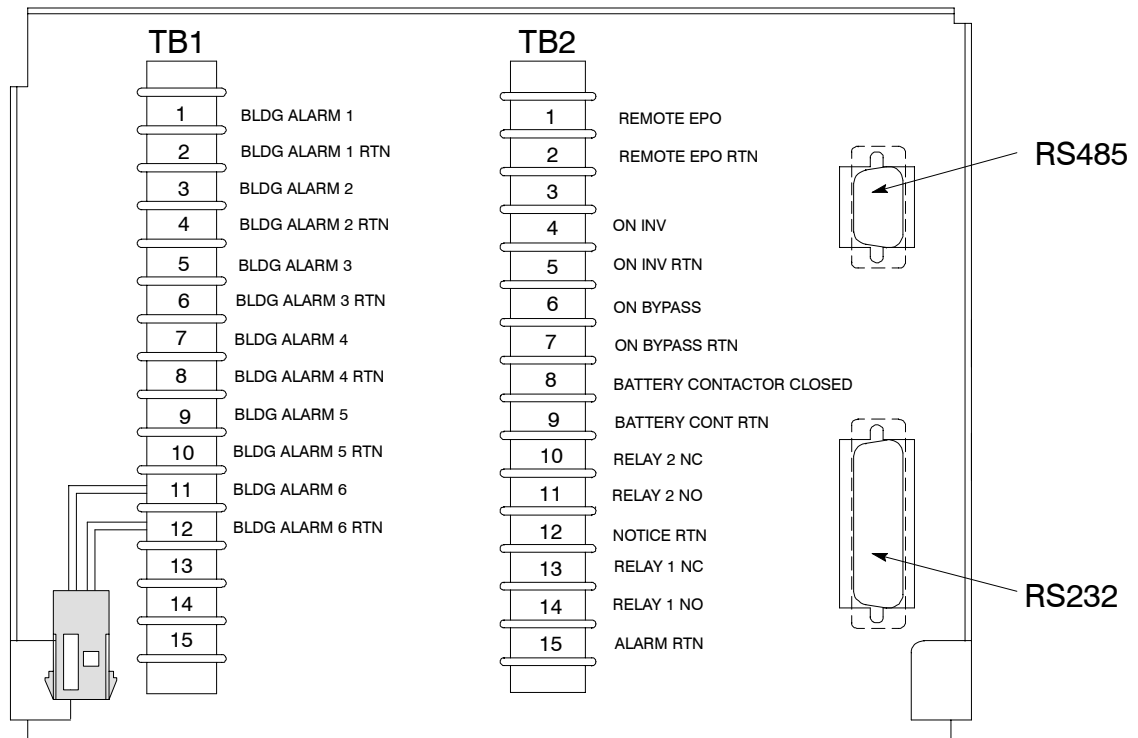 TB1
1 BLDG ALARM 1
2 BLDG ALARM 1 RTN
3 BLDG ALARM 2
4 BLDG ALARM 2 RTN
5 BLDG ALARM 3
6 BLDG ALARM 3 RTN
7 BLDG ALARM 4
8 BLDG ALARM 4 RTN
9 BLDG ALARM 5
10 BLDG ALARM 5 RTN
11 BLDG ALARM 6
12 BLDG ALARM 6 RTN
13
14
15
TB2
1 REMOTE EPO
2 REMOTE EPO RTN
3
4 ON INV
5 ON INV RTN
6 ON BYPASS
7 ON BYPASS RTN
8 BATTERY CONTACTOR CLOSED
9 BATTERY CONT RTN
10 RELAY 2 NC
11 RELAY 2 NO
12 NOTICE RTN
13 RELAY 1 NC
14 RELAY 1 NO
15 ALARM RTN
RS485
RS232